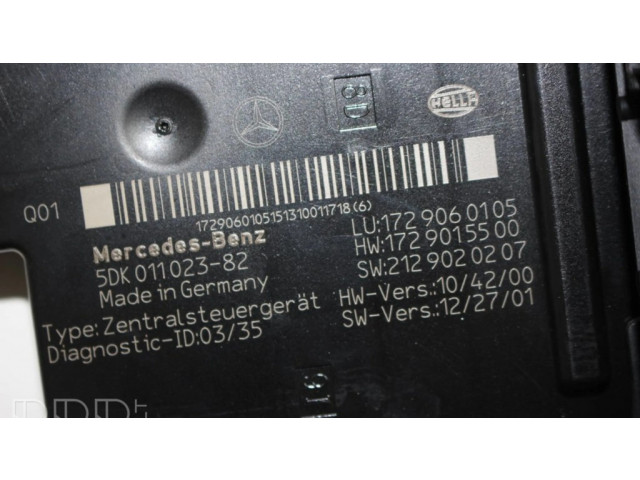 8D
HELLA
Q01
1729060105151310011718(6)
Mercedes-Benz
5DK 011 023-82
Made in Germany
Type: Zentralsteuergerät
Diagnostic-ID:03/35
LU:172 906 01 05
HW:172 901 55 00
SW:212 902 02 07
HW-Vers.:10/42/00
SW-Vers.:12/27/01